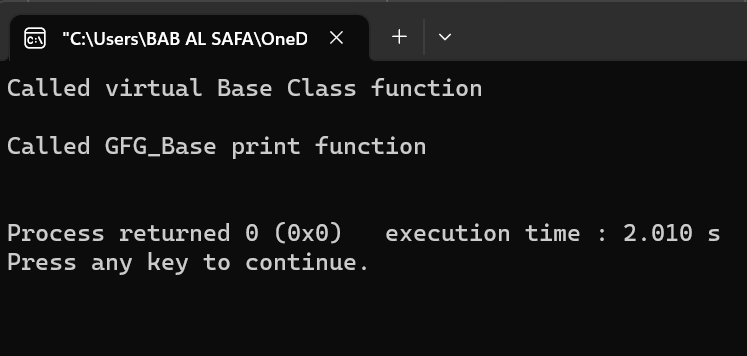 "C:\Users\BAB AL SAFA\OneD
Called virtual Base Class function
Called GFG_Base print function
Process returned 0 (0x0)   execution time : 2.010 s
Press any key to continue.